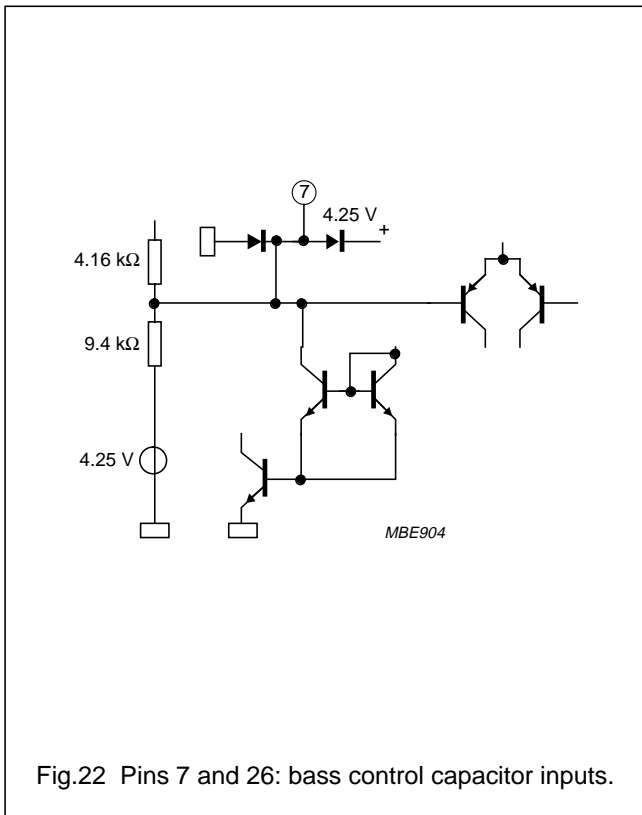 7
4.25 V
+
4.16 kΩ
9.4 kΩ
4.25 V
MBE904
Fig.22 Pins 7 and 26: bass control capacitor inputs.